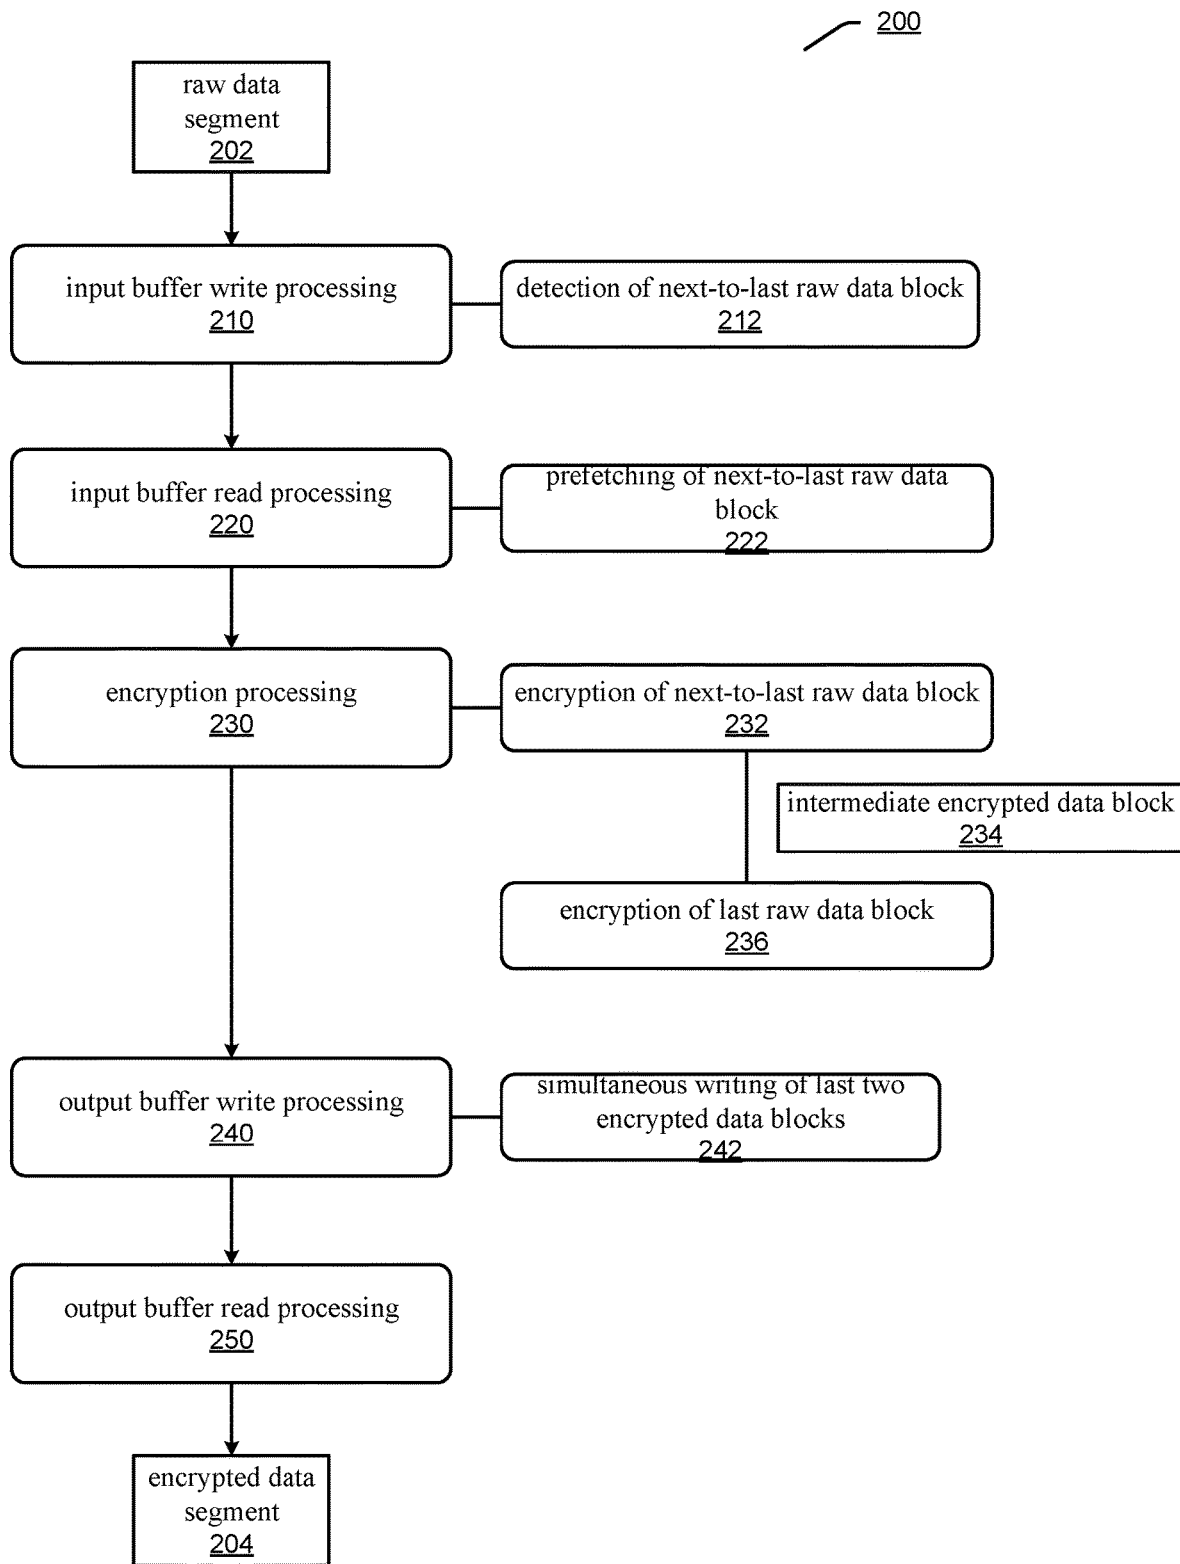 200
raw data
segment
202
input buffer write processing
210
detection of next-to-last raw data block
212
input buffer read processing
220
prefetching of next-to-last raw data
block
222
encryption processing
230
encryption of next-to-last raw data block
232
intermediate encrypted data block
234
encryption of last raw data block
236
output buffer write processing
240
simultaneous writing of last two
encrypted data blocks
242
output buffer read processing
250
encrypted data
segment
204